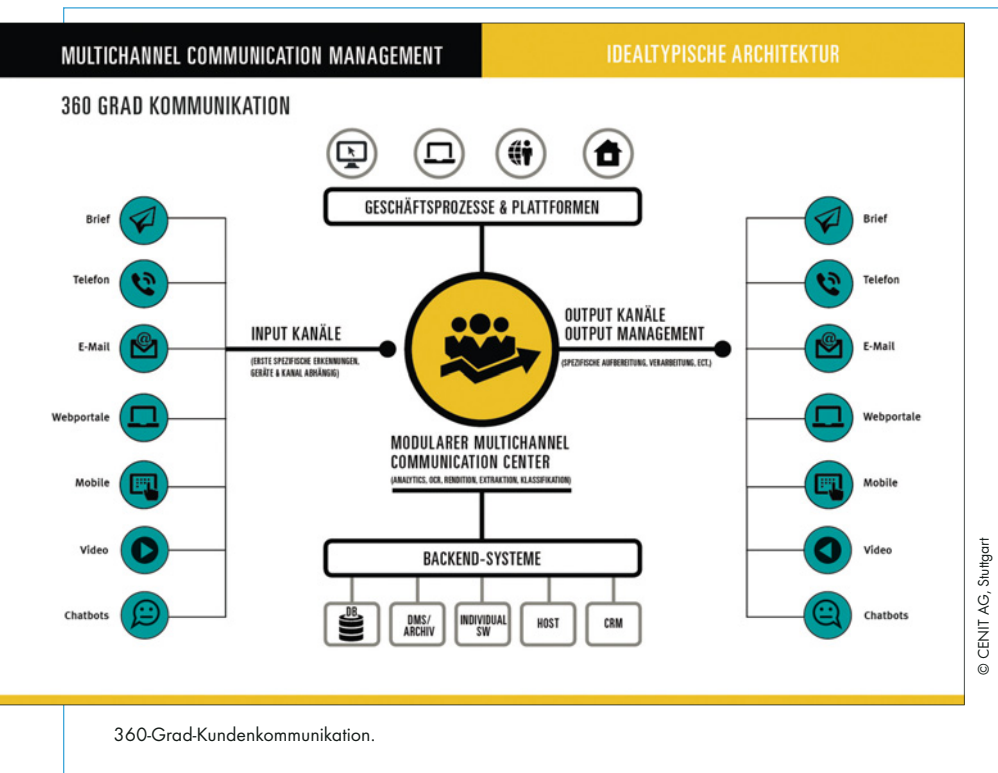 MULTICHANNEL COMMUNICATION MANAGEMENT
IDEALTYPISCHE ARCHITEKTUR
360 GRAD KOMMUNIKATION
GESCHÄFTSPROZESSE & PLATTFORMEN
Brief
Telefon
E-Mail
Webportale
Mobile
Video
Chatbots
INPUT KANÄLE
(ERSTE SPEZIFISCHE ERKENNUNGEN,
GERÄTE & KANAL ABHÄNGIG)
OUTPUT KANÄLE
OUTPUT MANAGEMENT
(SPEZIFISCHE AUFBEREITUNG, VERARBEITUNG, ECT.)
MODULARER MULTICHANNEL
COMMUNICATION CENTER
(ANALYTICS, OCR, RENDITION, EXTRAKTION, KLASSIFIKATION)
BACKEND-SYSTEME
DB
DMS/
ARCHIV
INDIVIDUAL
SW
HOST
CRM
Brief
Telefon
E-Mail
Webportale
Mobile
Video
Chatbots
© CENIT AG, Stuttgart
360-Grad-Kundenkommunikation.